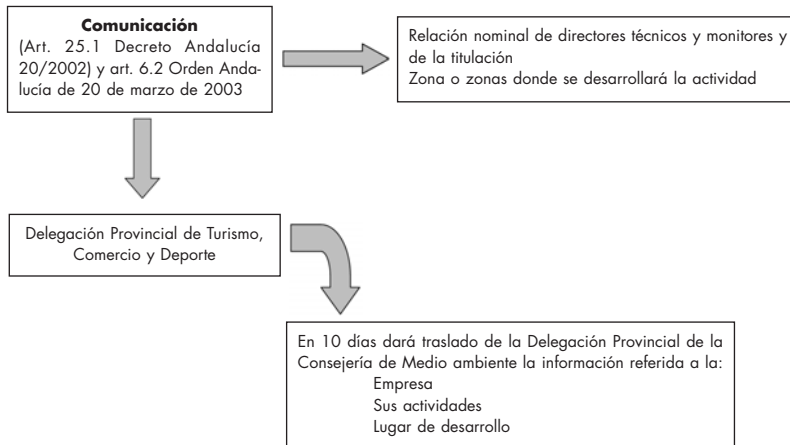 Comunicación
(Art. 25.1 Decreto Andalucía
20/2002) y art. 6.2 Orden Anda-
lucía de 20 de marzo de 2003
Relación nominal de directores técnicos y monitores y
de la titulación
Zona o zonas donde se desarrollará la actividad
Delegación Provincial de Turismo,
Comercio y Deporte
En 10 días dará traslado de la Delegación Provincial de la
Consejería de Medio ambiente la información referida a la:
Empresa
Sus actividades
Lugar de desarrollo